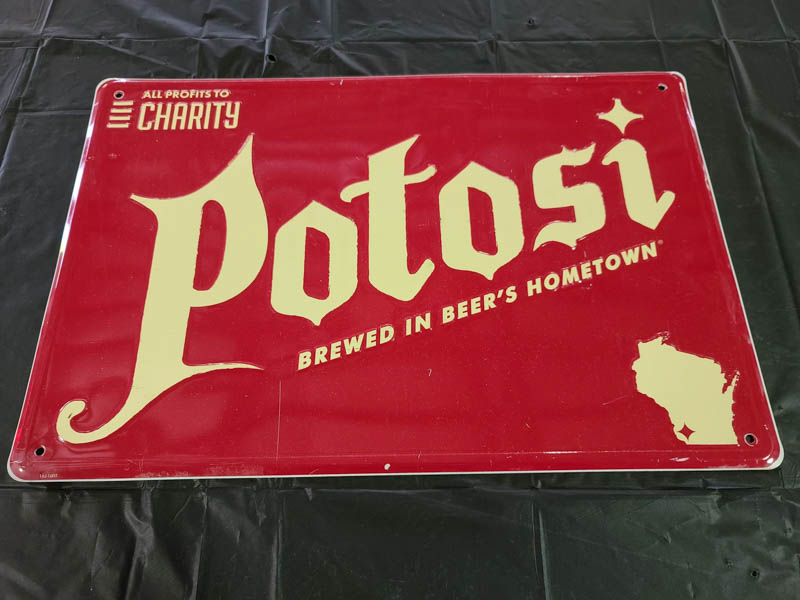 ALL PROFITS TO
CHARITY
Potosi
BREWED IN BEER'S HOMETOWN®